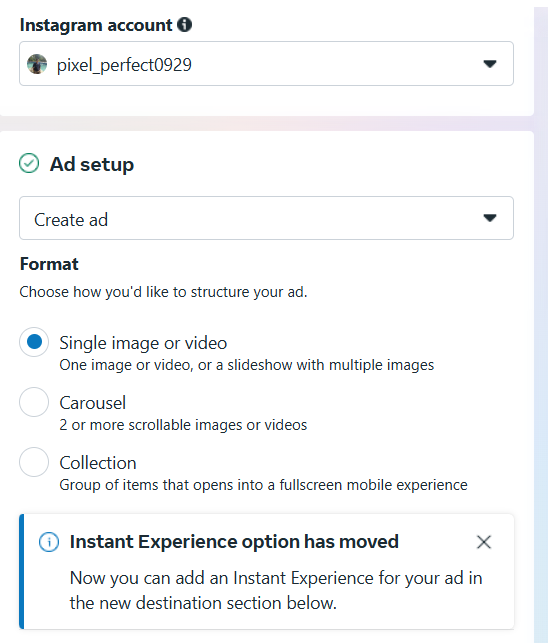 Instagram account
pixel_perfect0929
Ad setup
Create ad
Format
Choose how you'd like to structure your ad.
Single image or video
One image or video, or a slideshow with multiple images
Carousel
2 or more scrollable images or videos
Collection
Group of items that opens into a fullscreen mobile experience
Instant Experience option has moved
Now you can add an Instant Experience for your ad in
the new destination section below.